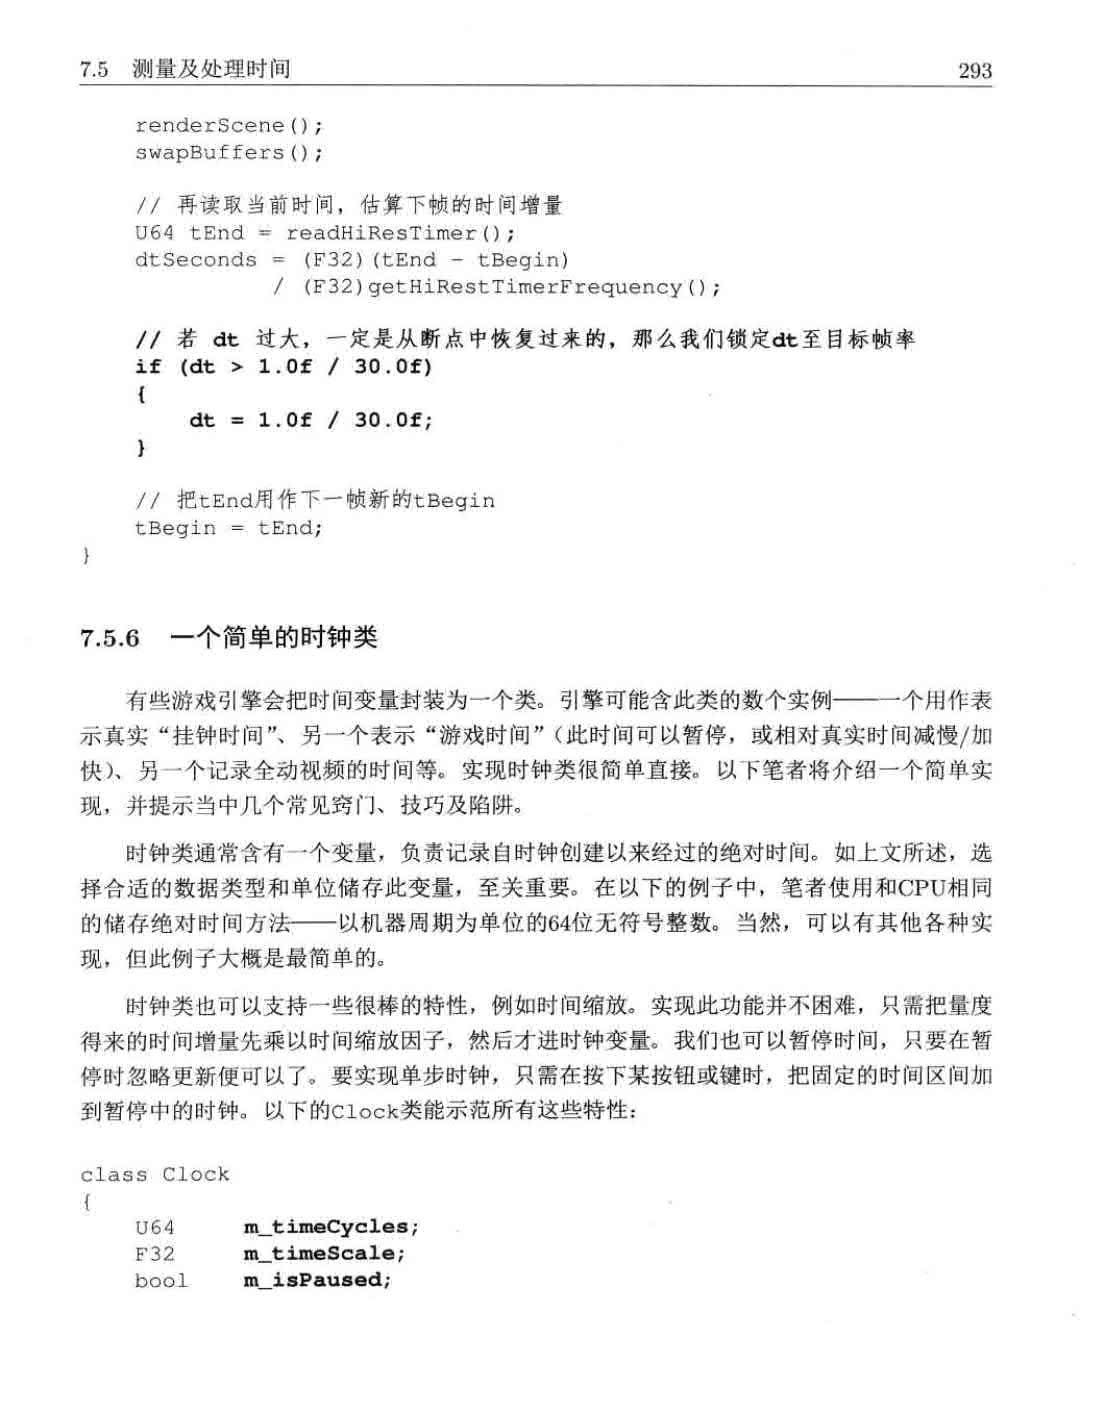 7.5 测量及处理时间 293
renderScene();
swapBuffers();
// 再读取当前时间，估算下帧的时间增量
U64 tEnd = readHiResTimer();
dtSeconds = (F32)(tEnd - tBegin)
/ (F32)getHiRestTimerFrequency();
// 若 dt 过大，一定是从断点中恢复过来的，那么我们锁定dt至目标帧率
if (dt > 1.0f / 30.0f)
{
dt = 1.0f / 30.0f;
}
// 把tEnd用作下一帧新的tBegin
tBegin = tEnd;
}
7.5.6 一个简单的时钟类
有些游戏引擎会把时间变量封装为一个类。引擎可能含此类的数个实例——一个用作表
示真实“挂钟时间”、另一个表示“游戏时间”（此时间可以暂停，或相对真实时间减慢/加
快）、另一个记录全动视频的时间等。实现时钟类很简单直接。以下笔者将介绍一个简单实
现，并提示当中几个常见窍门、技巧及陷阱。
时钟类通常含有一个变量，负责记录自时钟创建以来经过的绝对时间。如上文所述，选
择合适的数据类型和单位储存此变量，至关重要。在以下的例子中，笔者使用和CPU相同
的储存绝对时间方法——以机器周期为单位的64位无符号整数。当然，可以有其他各种实
现，但此例子大概是最简单的。
时钟类也可以支持一些很棒的特性，例如时间缩放。实现此功能并不困难，只需把量度
得来的时间增量先乘以时间缩放因子，然后才进时钟变量。我们也可以暂停时间，只要在暂
停时忽略更新便可以了。要实现单步时钟，只需在按下某按钮或键时，把固定的时间区间加
到暂停中的时钟。以下的Clock类能示范所有这些特性：
class Clock
{
U64 m_timeCycles;
F32 m_timeScale;
bool m_isPaused;